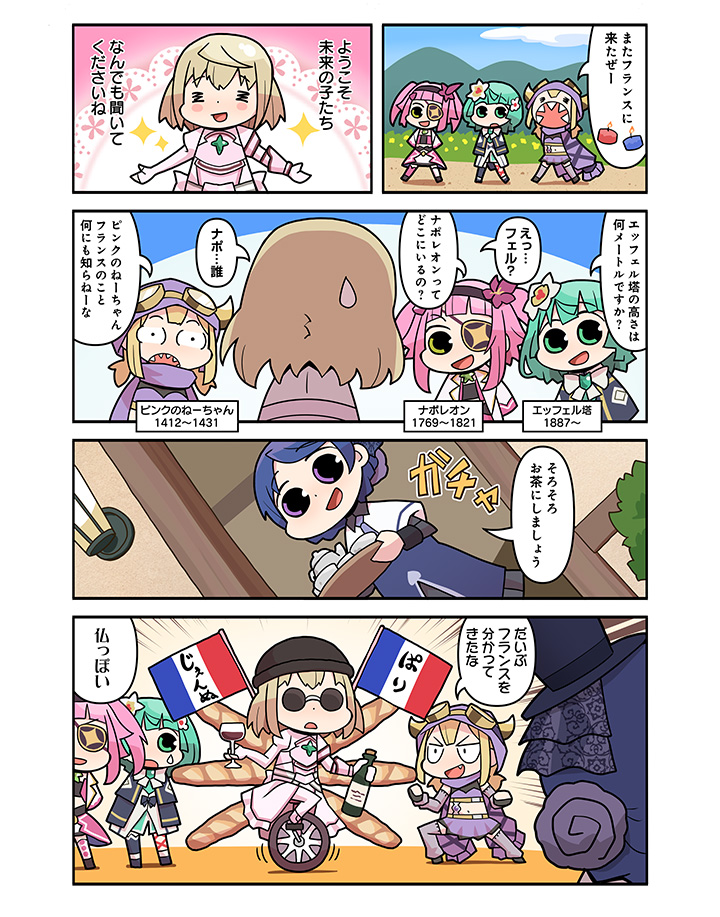 またフランスに
来たぜー
ようこそ
未来の子たち
なんでも聞いて
くださいね
エッフェル塔の高さは
何メートルですか?
えっ…
フェル?
ナポレオンって
どこにいるの?
ナポ…誰
ピンクのねーちゃん
フランスのこと
何にも知らねーな
エッフェル塔
1887〜
ナポレオン
1769〜1821
ピンクのねーちゃん
1412〜1431
そろそろ
お茶にしましょう
ガチャ
だいぶ
フランスを
分かって
きたな
ぱり
じぇんぬ
仏っぽい